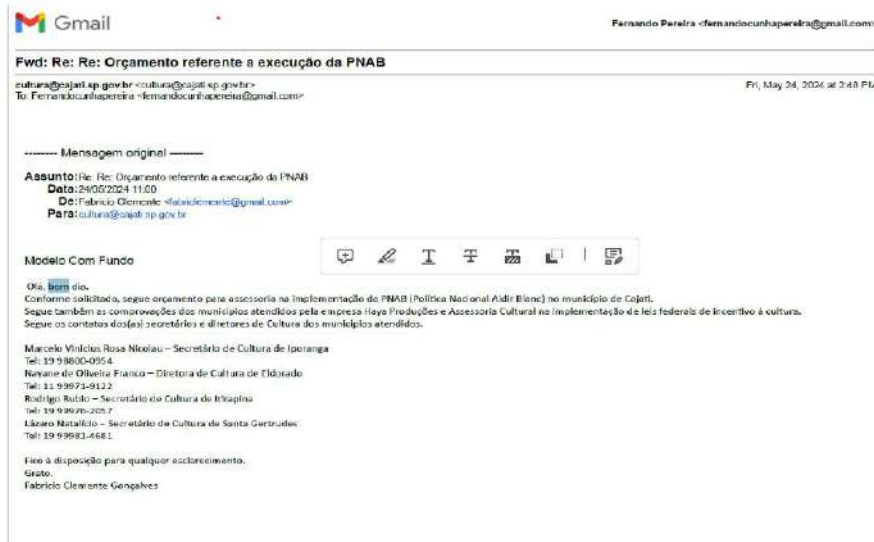 Gmail
Fernando Pereira <fernandocunhapereira@gmail.com>
Fwd: Re: Re: Orçamento referente a execução da PNAB
cultura@cajati.sp.gov.br <cultura@cajati.sp.gov.br>
To: Fernandocunhapereira <fernandocunhapereira@gmail.com>
Fri, May 24, 2024 at 2:48 PM
-------- Mensagem original --------
Assunto: Re: Re: Orçamento referente a execução da PNAB
Data: 24/05/2024 11:00
De: Fabricio Clemente <fabriclemente@gmail.com>
Para: cultura@cajati.sp.gov.br
Modelo Com Fundo
Olá, bom dia.
Conforme solicitado, segue orçamento para assessoria na implementação da PNAB (Política Nacional Aldir Blanc) no município de Cajati.
Segue também as comprovações dos municípios atendidos pela empresa Haya Produções e Assessoria Cultural na implementação de leis federais de incentivo à cultura.
Segue os contatos dos(as) secretários e diretores de Cultura dos municípios atendidos.
Marcelo Vinicius Rosa Nicolau – Secretário de Cultura de Iporanga
Tel: 19 98800-0954
Nayane de Oliveira Franco – Diretora de Cultura de Eldorado
Tel: 11 99971-9122
Rodrigo Rubio – Secretário de Cultura de Itirapina
Tel: 19 99976-2057
Lázaro Natalício – Secretário de Cultura de Santa Gertrudes
Tel: 19 99983-4681
Fico à disposição para qualquer esclarecimento.
Grato.
Fabricio Clemente Gonçalves